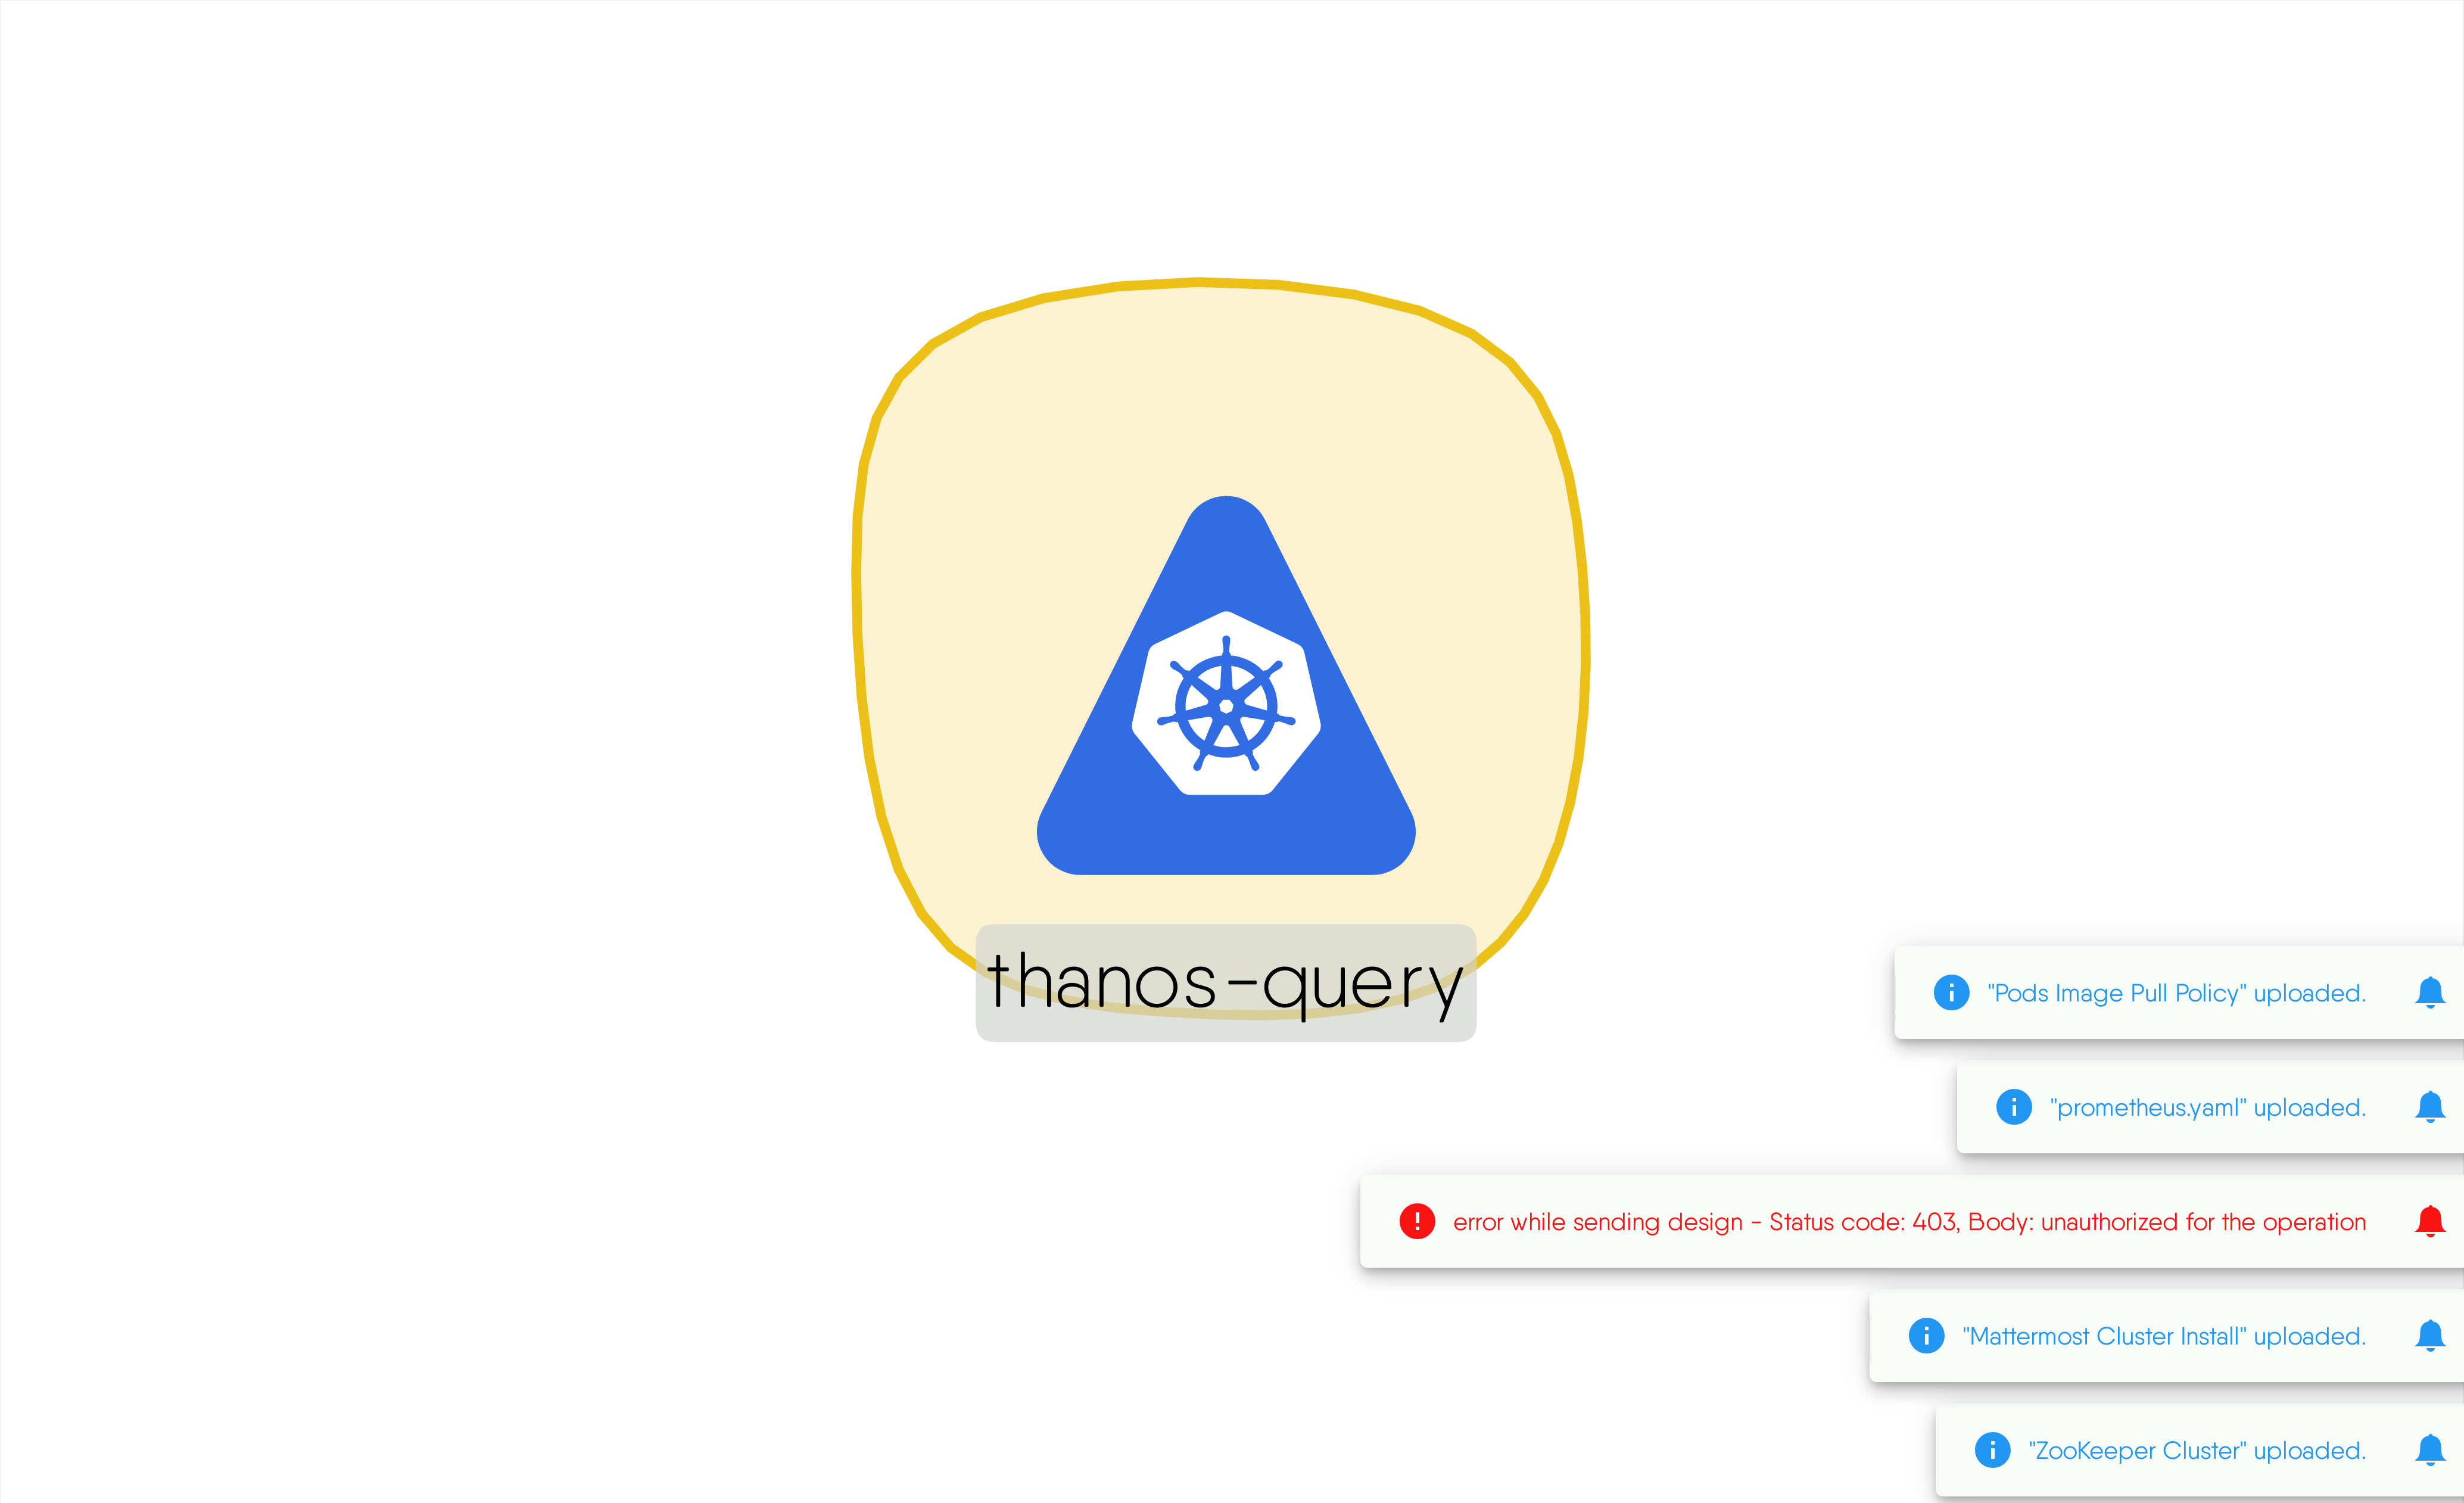 thanos-query
"Pods Image Pull Policy" uploaded.
"prometheus.yaml" uploaded.
error while sending design - Status code: 403, Body: unauthorized for the operation
"Mattermost Cluster Install" uploaded.
"ZooKeeper Cluster" uploaded.